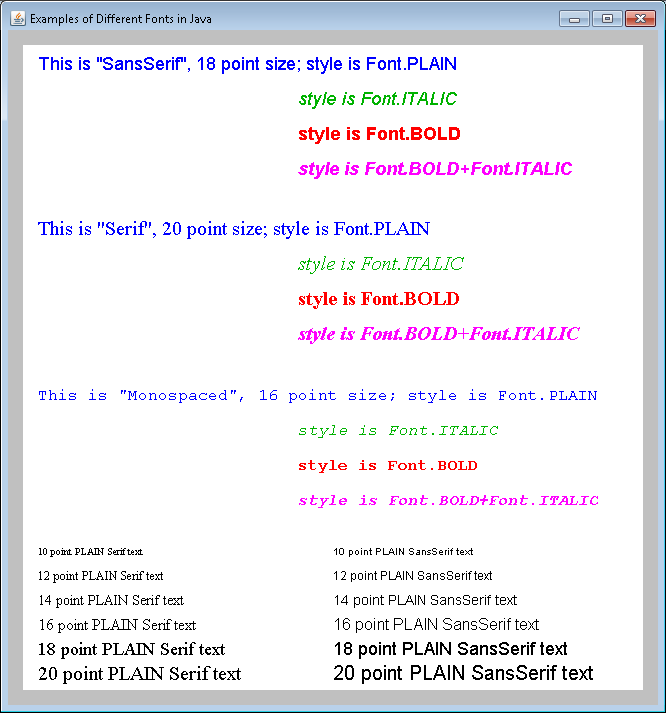 Examples of Different Fonts in Java
This is "SansSerif", 18 point size; style is Font.PLAIN
style is Font.ITALIC
style is Font.BOLD
style is Font.BOLD+Font.ITALIC
This is "Serif", 20 point size; style is Font.PLAIN
style is Font.ITALIC
style is Font.BOLD
style is Font.BOLD+Font.ITALIC
This is "Monospaced", 16 point size; style is Font.PLAIN
style is Font.ITALIC
style is Font.BOLD
style is Font.BOLD+Font.ITALIC
10 point PLAIN Serif text
10 point PLAIN SansSerif text
12 point PLAIN Serif text
12 point PLAIN SansSerif text
14 point PLAIN Serif text
14 point PLAIN SansSerif text
16 point PLAIN Serif text
16 point PLAIN SansSerif text
18 point PLAIN Serif text
18 point PLAIN SansSerif text
20 point PLAIN Serif text
20 point PLAIN SansSerif text